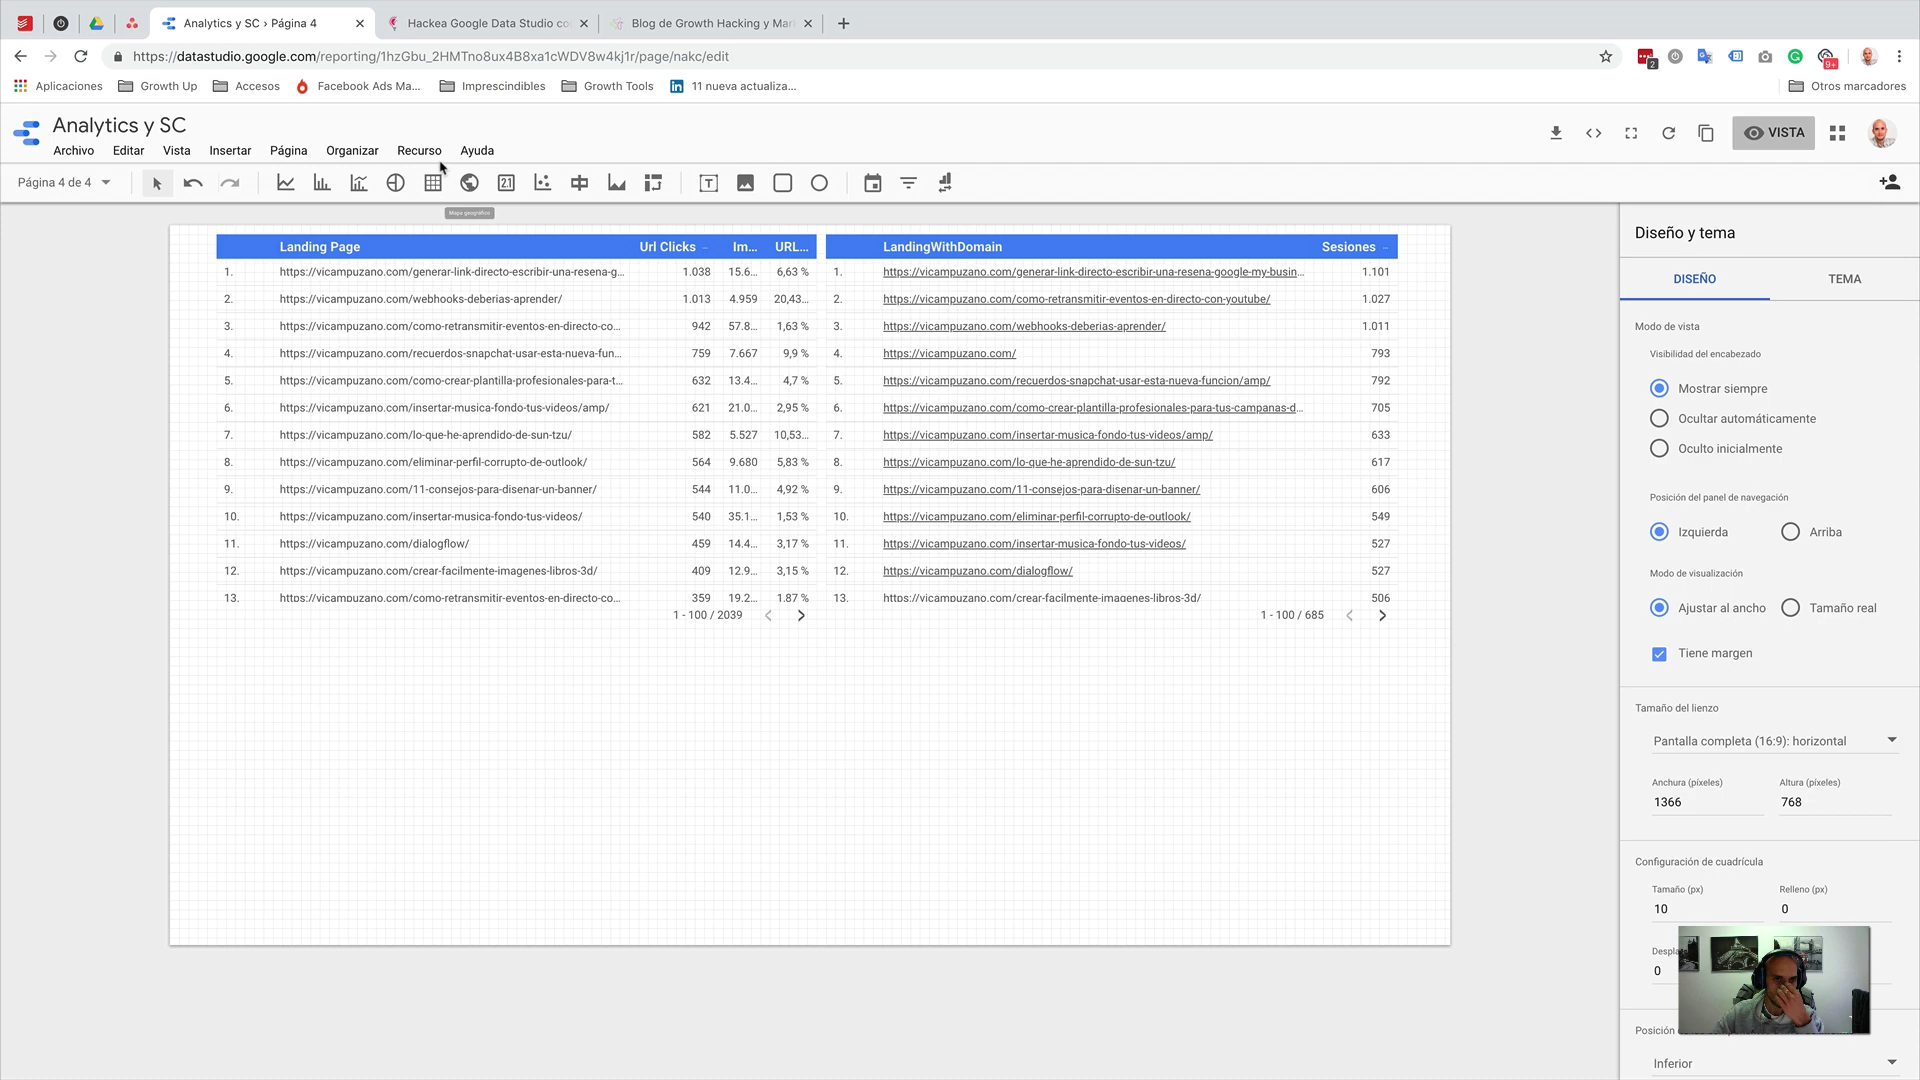 Analytics y SC › Página 4
Hackea Google Data Studio co
Blog de Growth Hacking y Mar
https://datastudio.google.com/reporting/1hzGbu_2HMTno8ux4B8xa1cWDV8w4kj1r/page/nakc/edit
2
9+
Aplicaciones
Growth Up
Accesos
Facebook Ads Ma...
Imprescindibles
Growth Tools
11 nueva actualiza...
Otros marcadores
Analytics y SC
Archivo Editar Vista Insertar Página Organizar Recurso Ayuda
VISTA
Página 4 de 4
Mapa geográfico
Landing Page Url Clicks Im... URL...
1. https://vicampuzano.com/generar-link-directo-escribir-una-resena-g... 1.038 15.6... 6,63 %
2. https://vicampuzano.com/webhooks-deberias-aprender/ 1.013 4.959 20,43...
3. https://vicampuzano.com/como-retransmitir-eventos-en-directo-co... 942 57.8... 1,63 %
4. https://vicampuzano.com/recuerdos-snapchat-usar-esta-nueva-fun... 759 7.667 9,9 %
5. https://vicampuzano.com/como-crear-plantilla-profesionales-para-t... 632 13.4... 4,7 %
6. https://vicampuzano.com/insertar-musica-fondo-tus-videos/amp/ 621 21.0... 2,95 %
7. https://vicampuzano.com/lo-que-he-aprendido-de-sun-tzu/ 582 5.527 10,53...
8. https://vicampuzano.com/eliminar-perfil-corrupto-de-outlook/ 564 9.680 5,83 %
9. https://vicampuzano.com/11-consejos-para-disenar-un-banner/ 544 11.0... 4,92 %
10. https://vicampuzano.com/insertar-musica-fondo-tus-videos/ 540 35.1... 1,53 %
11. https://vicampuzano.com/dialogflow/ 459 14.4... 3,17 %
12. https://vicampuzano.com/crear-facilmente-imagenes-libros-3d/ 409 12.9... 3,15 %
13. https://vicampuzano.com/como-retransmitir-eventos-en-directo-co... 359 19.2... 1.87 %
1 - 100 / 2039
LandingWithDomain Sesiones
1. https://vicampuzano.com/generar-link-directo-escribir-una-resena-google-my-busin... 1.101
2. https://vicampuzano.com/como-retransmitir-eventos-en-directo-con-youtube/ 1.027
3. https://vicampuzano.com/webhooks-deberias-aprender/ 1.011
4. https://vicampuzano.com/ 793
5. https://vicampuzano.com/recuerdos-snapchat-usar-esta-nueva-funcion/amp/ 792
6. https://vicampuzano.com/como-crear-plantilla-profesionales-para-tus-campanas-d... 705
7. https://vicampuzano.com/insertar-musica-fondo-tus-videos/amp/ 633
8. https://vicampuzano.com/lo-que-he-aprendido-de-sun-tzu/ 617
9. https://vicampuzano.com/11-consejos-para-disenar-un-banner/ 606
10. https://vicampuzano.com/eliminar-perfil-corrupto-de-outlook/ 549
11. https://vicampuzano.com/insertar-musica-fondo-tus-videos/ 527
12. https://vicampuzano.com/dialogflow/ 527
13. https://vicampuzano.com/crear-facilmente-imagenes-libros-3d/ 506
1 - 100 / 685
Diseño y tema
DISEÑO TEMA
Modo de vista
Visibilidad del encabezado
Mostrar siempre
Ocultar automáticamente
Oculto inicialmente
Posición del panel de navegación
Izquierda Arriba
Modo de visualización
Ajustar al ancho Tamaño real
Tiene margen
Tamaño del lienzo
Pantalla completa (16:9): horizontal
Anchura (píxeles) Altura (píxeles)
1366 768
Configuración de cuadrícula
Tamaño (px) Relleno (px)
10 0
0
Inferior